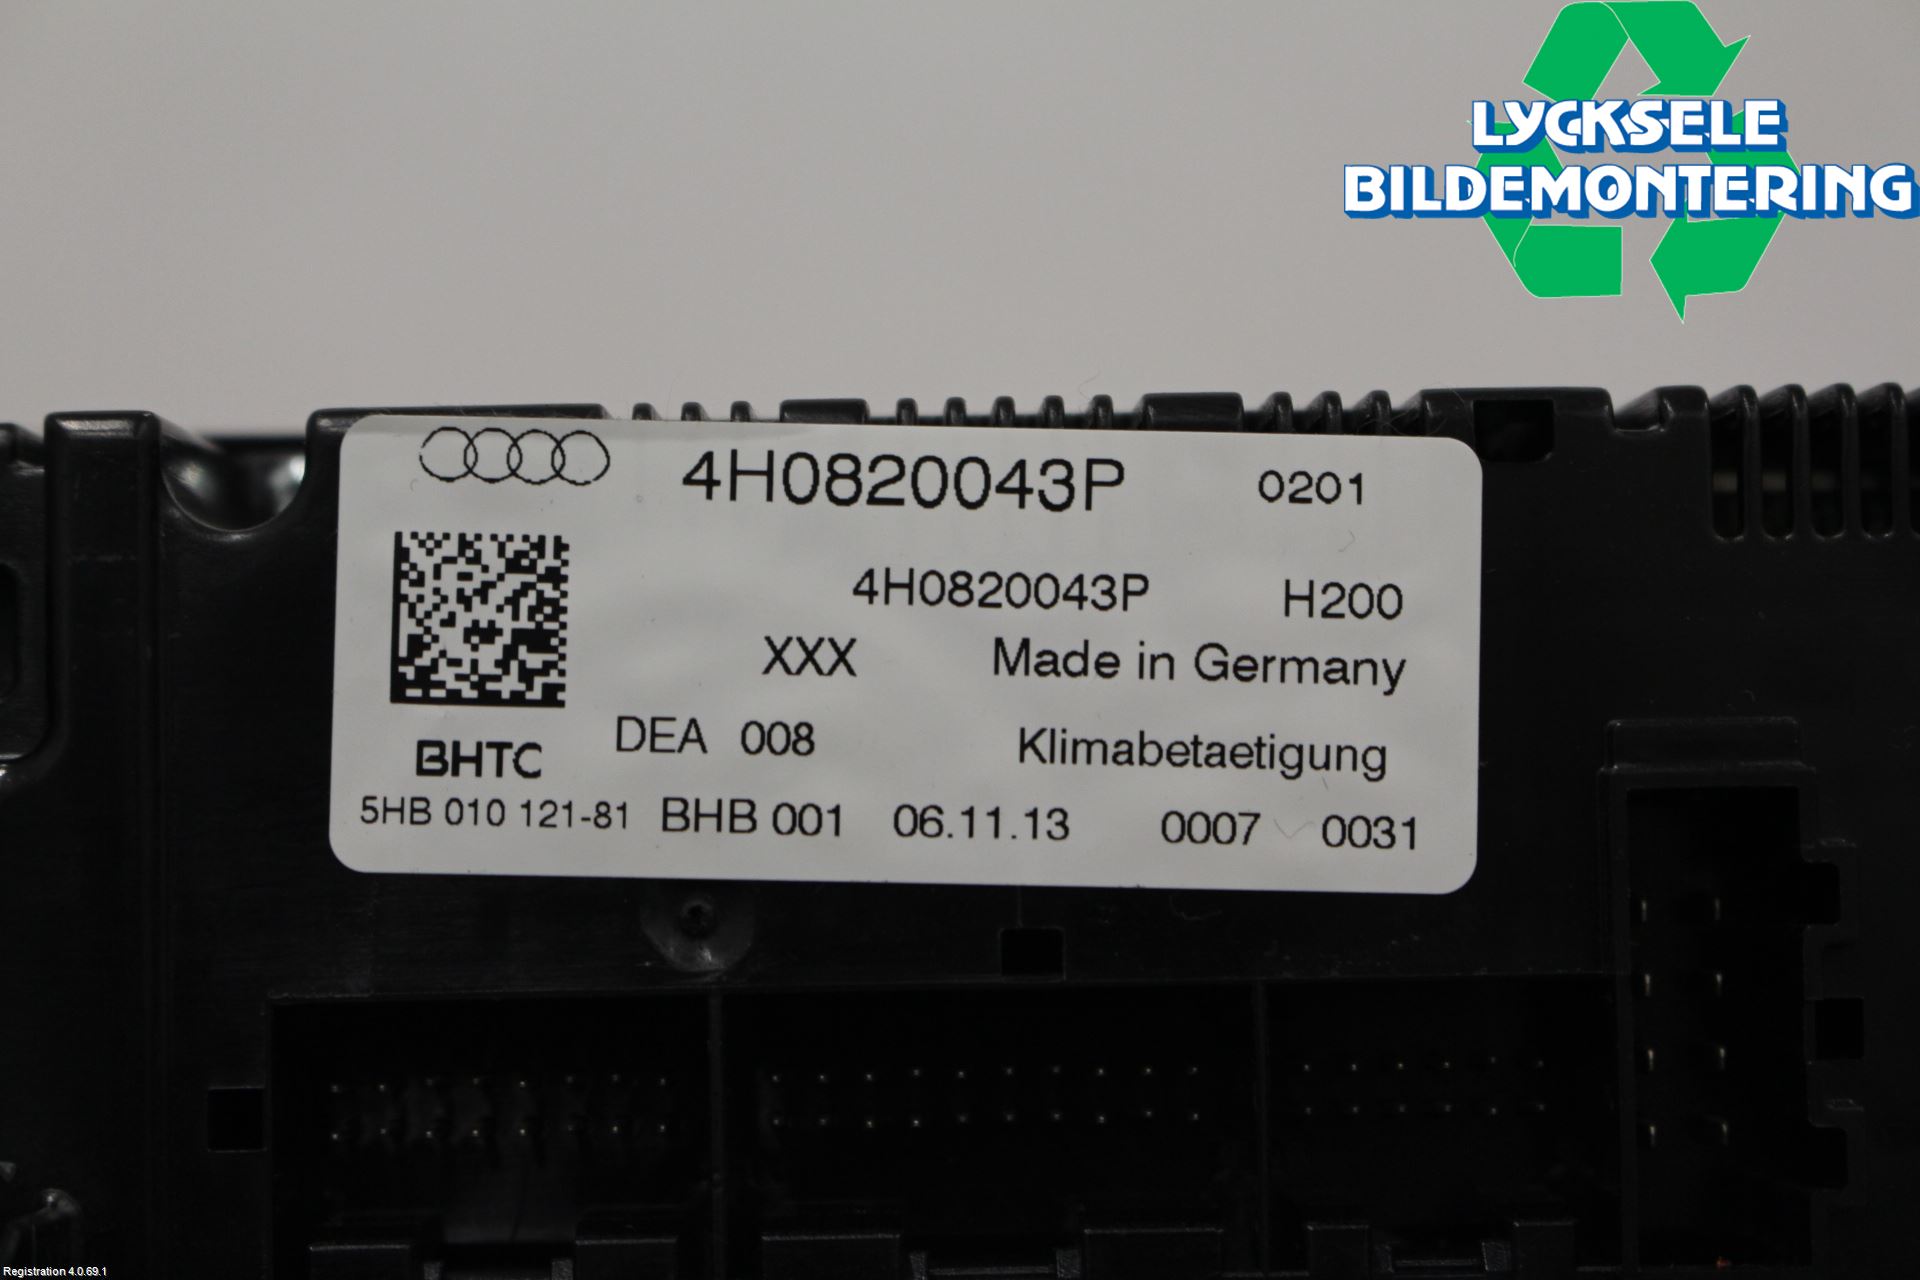 LYCKSELE
BILDEMONTERING
4H0820043P 0201
4H0820043P H200
XXX Made in Germany
DEA 008 Klimabetaetigung
BHTC
5HB 010 121-81 BHB 001 06.11.13 0007 0031
Registration 4.0.69.1